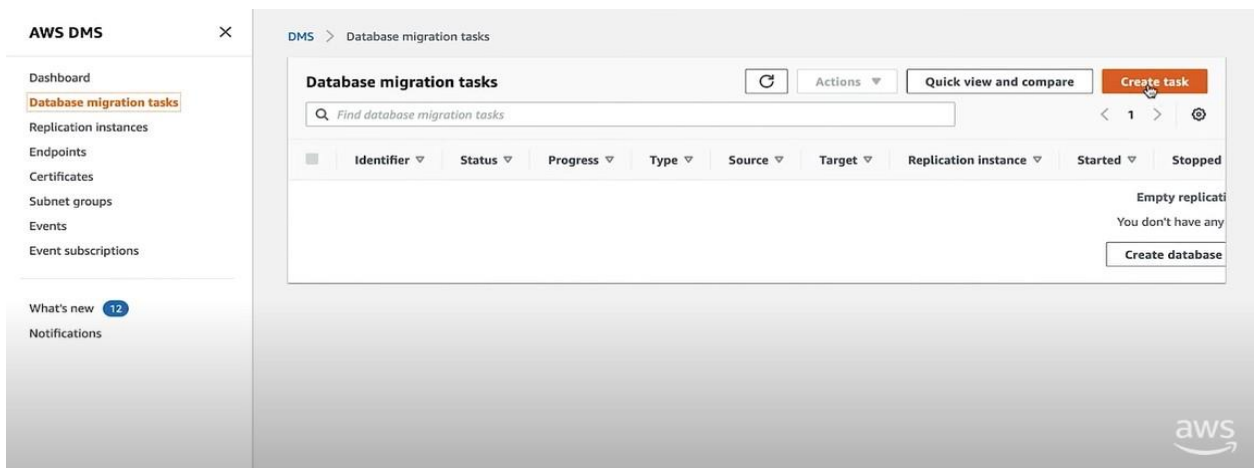 AWS DMS
Dashboard
Database migration tasks
Replication instances
Endpoints
Certificates
Subnet groups
Events
Event subscriptions
What's new 12
Notifications
DMS > Database migration tasks
Database migration tasks
Actions
Quick view and compare
Create task
Find database migration tasks
< 1 >
Identifier Status Progress Type Source Target Replication instance Started Stopped
Empty replicati
You don't have any
Create database
aws